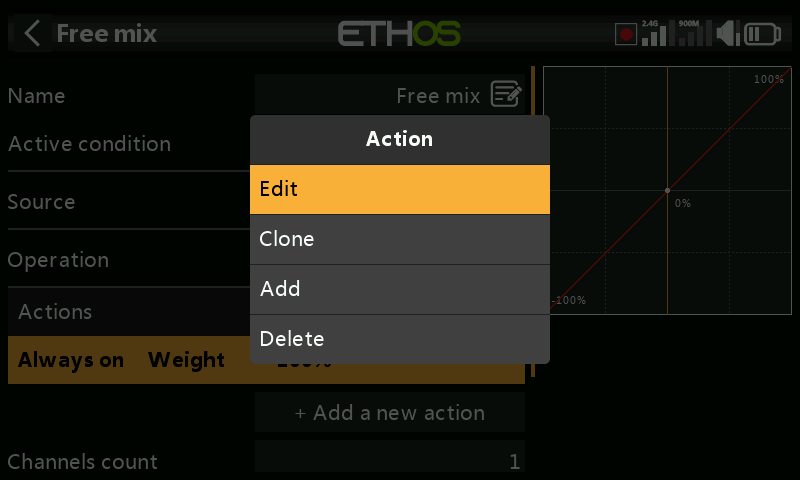 Free mix
ETHOS
2.4G 900M
Name Free mix
Active condition
Source
Operation
Actions
Always on Weight 100%
+ Add a new action
Channels count 1
Action
Edit
Clone
Add
Delete
100%
0%
-100%